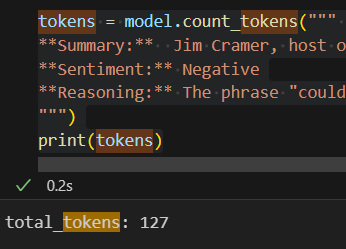 tokens = model.count_tokens("""
**Summary:** Jim Cramer, host o
**Sentiment:** Negative
**Reasoning:** The phrase "could
""")
print(tokens)
0.2s
total_tokens: 127